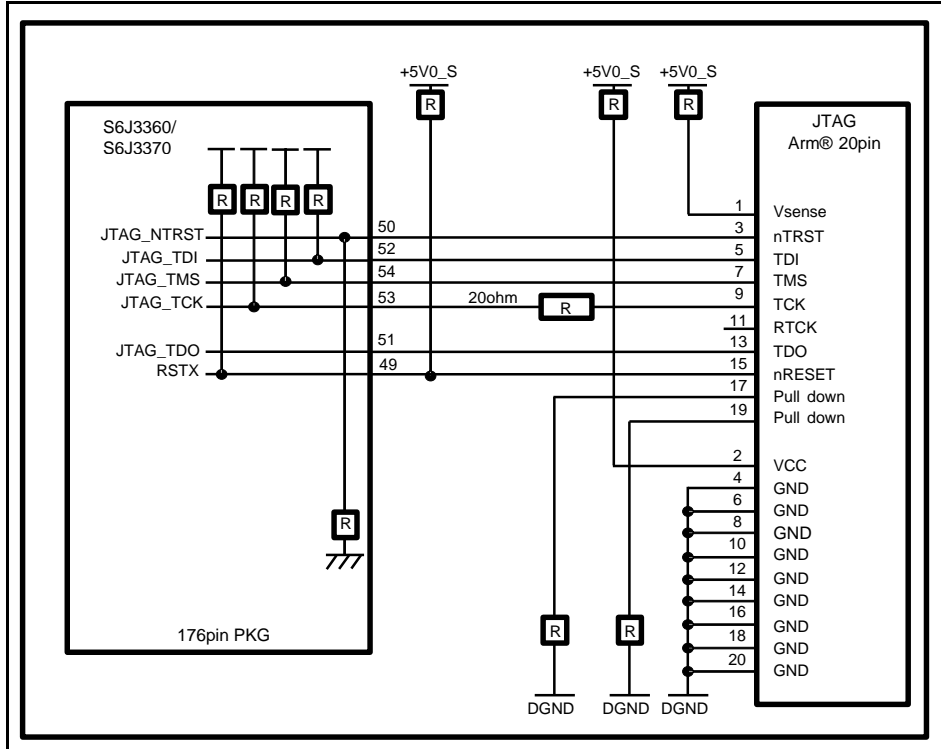 +5V0_S
+5V0_S
+5V0_S
R
R
R
S6J3360/
S6J3370
R
R
R
R
JTAG
Arm® 20pin
1
Vsense
JTAG_NTRST
50
3
nTRST
JTAG_TDI
52
5
TDI
JTAG_TMS
54
7
TMS
JTAG_TCK
53
20ohm
R
9
TCK
11
RTCK
JTAG_TDO
51
13
TDO
RSTX
49
15
nRESET
17
Pull down
19
Pull down
2
VCC
4
GND
6
GND
8
GND
10
GND
12
GND
14
GND
16
GND
18
GND
20
GND
R
R
R
176pin PKG
DGND
DGND
DGND